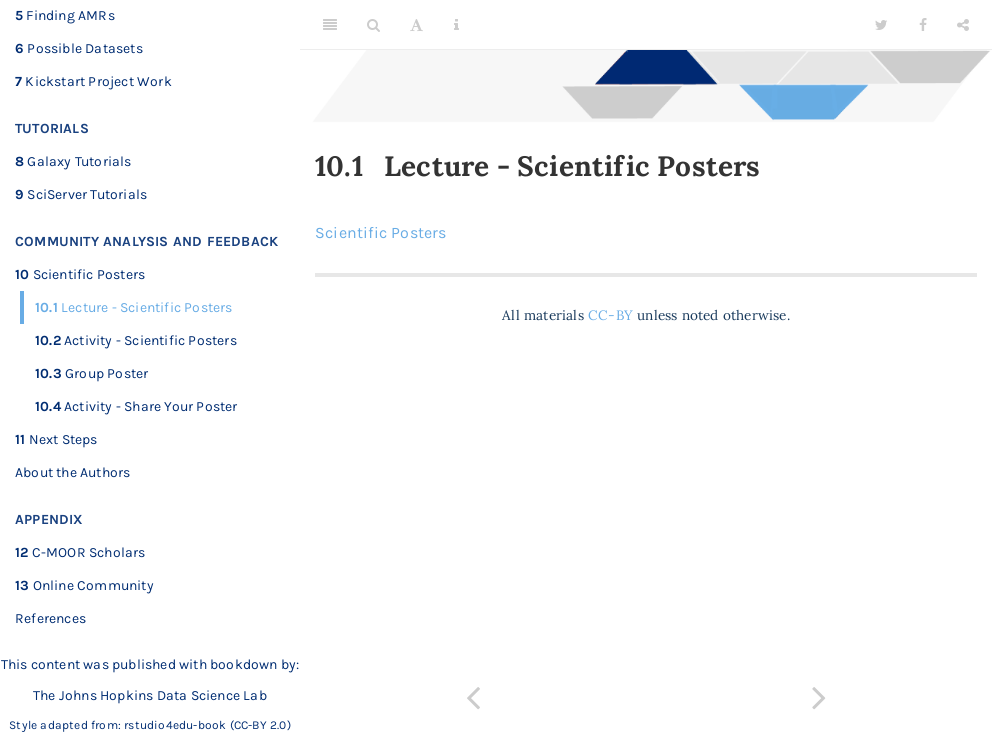 5 Finding AMRs
6 Possible Datasets
7 Kickstart Project Work
TUTORIALS
8 Galaxy Tutorials
9 SciServer Tutorials
COMMUNITY ANALYSIS AND FEEDBACK
10 Scientific Posters
10.1 Lecture - Scientific Posters
10.2 Activity - Scientific Posters
10.3 Group Poster
10.4 Activity - Share Your Poster
11 Next Steps
About the Authors
APPENDIX
12 C-MOOR Scholars
13 Online Community
References
This content was published with bookdown by:
The Johns Hopkins Data Science Lab
Style adapted from: rstudio4edu-book (CC-BY 2.0)
10.1 Lecture - Scientific Posters
Scientific Posters
All materials CC-BY unless noted otherwise.